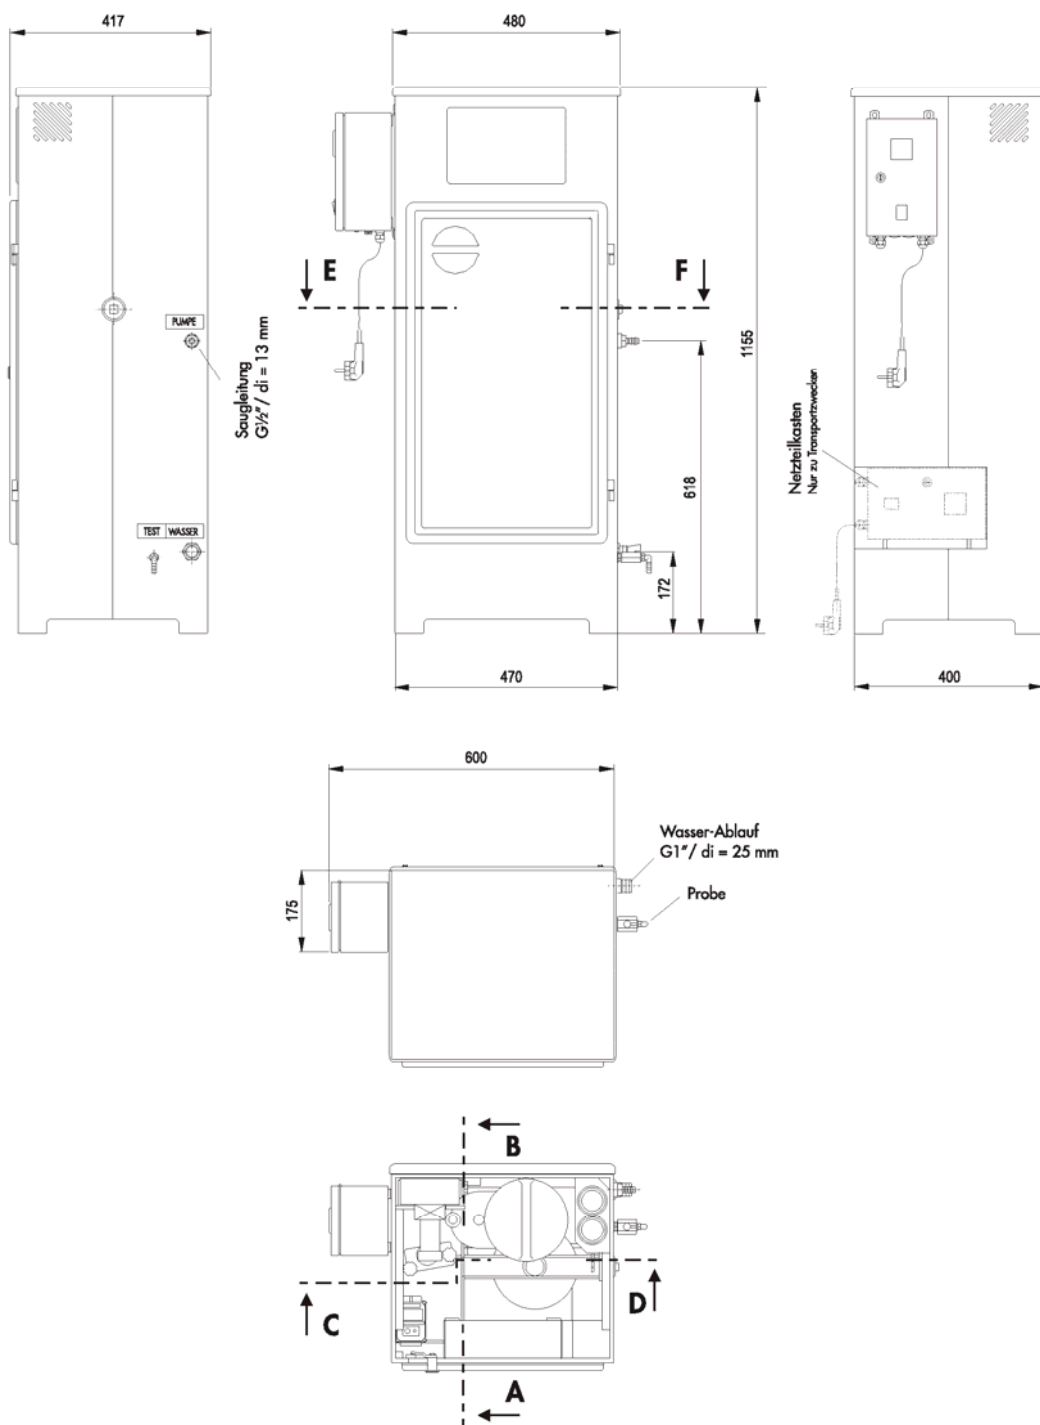 417
480
E
F
PUMPE
Saugleitung
G½"/ di = 13 mm
1155
Netzteilkasten
Nur zu Transportzwecken
618
TEST WASSER
172
470
400
600
Wasser-Ablauf
G1"/ di = 25 mm
175
Probe
B
C
D
A